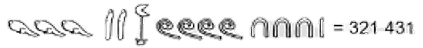 𓆐𓆐𓆐 𓂭𓂭 𓆼 𓍢𓍢𓍢𓍢 𓎆𓎆𓎆𓏺 = 321-431